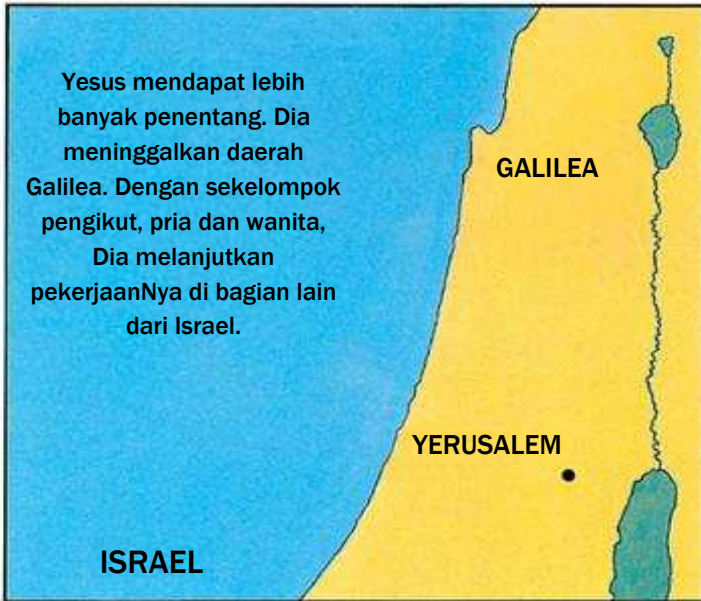 Yesus mendapat lebih
banyak penentang. Dia
meninggalkan daerah
Galilea. Dengan sekelompok
pengikut, pria dan wanita,
Dia melanjutkan
pekerjaanNya di bagian lain
dari Israel.
GALILEA
YERUSALEM
ISRAEL